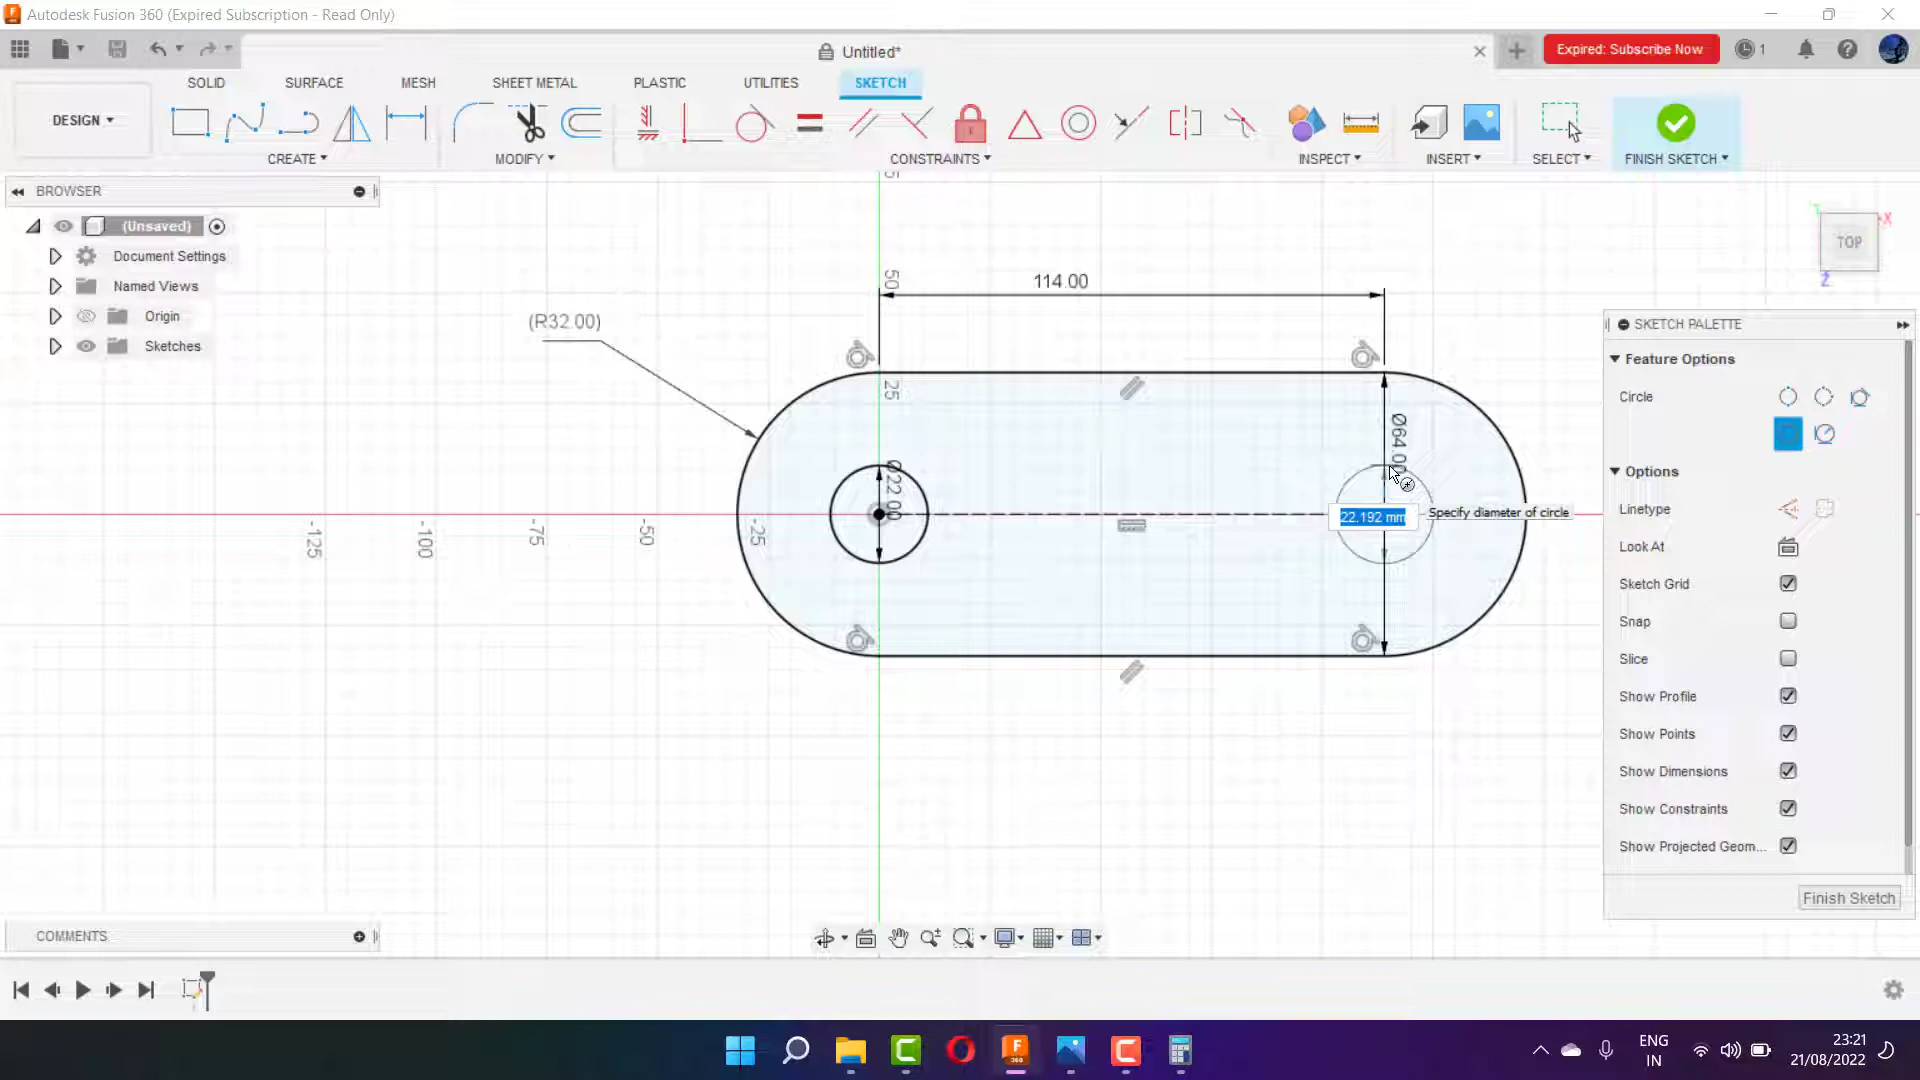 Autodesk Fusion 360 (Expired Subscription - Read Only)
Untitled*
Expired: Subscribe Now
1
SOLID
SURFACE
MESH
SHEET METAL
PLASTIC
UTILITIES
SKETCH
DESIGN
CREATE
MODIFY
CONSTRAINTS
INSPECT
INSERT
SELECT
FINISH SKETCH
BROWSER
(Unsaved)
Document Settings
Named Views
Origin
Sketches
TOP
X
Z
50
114.00
(R32.00)
25
Ø64.00
Ø22.00
-125
-100
-75
-50
-25
22.192 mm
Specify diameter of circle
SKETCH PALETTE
Feature Options
Circle
Options
Linetype
Look At
Sketch Grid
Snap
Slice
Show Profile
Show Points
Show Dimensions
Show Constraints
Show Projected Geom...
Finish Sketch
COMMENTS
F
360
ENG
IN
23:21
21/08/2022